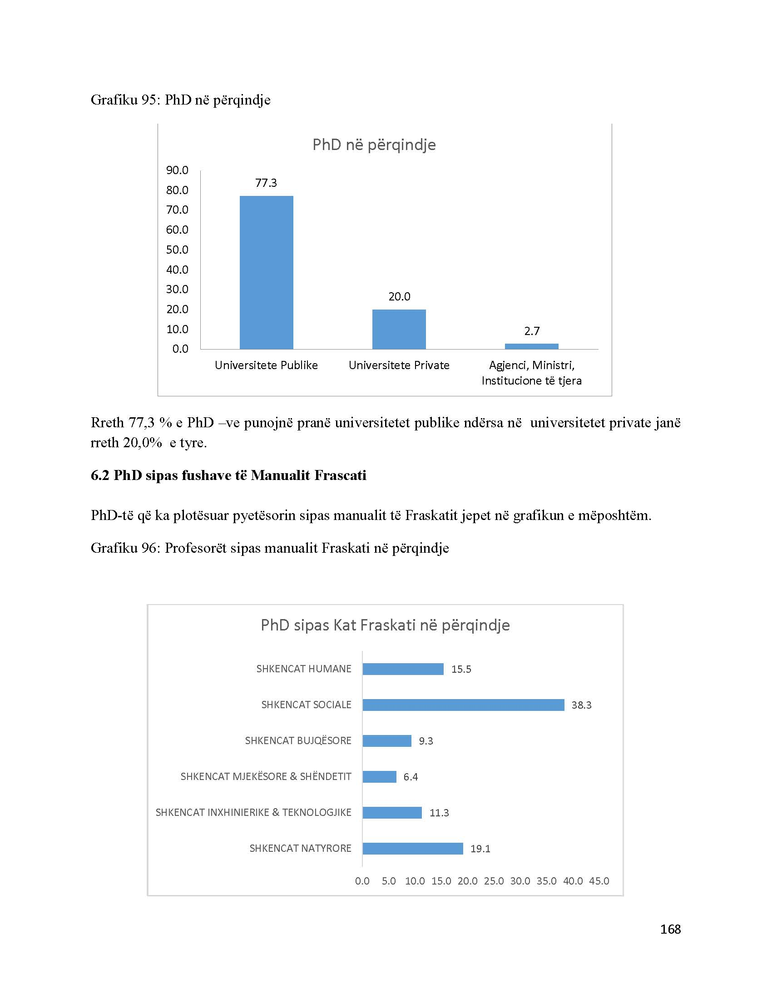 Grafiku 95: PhD në përqindje
PhD në përqindje
90.0
80.0
70.0
60.0
50.0
40.0
30.0
20.0
10.0
0.0
77.3
20.0
2.7
Universitete Publike
Universitete Private
Agjenci, Ministri,
Institucione të tjera
Rreth 77,3 % e PhD –ve punojnë pranë universitetet publike ndërsa në  universitetet private janë
rreth 20,0%  e tyre.
6.2 PhD sipas fushave të Manualit Frascati
PhD-të që ka plotësuar pyetësorin sipas manualit të Fraskatit jepet në grafikun e mëposhtëm.
Grafiku 96: Profesorët sipas manualit Fraskati në përqindje
PhD sipas Kat Fraskati në përqindje
SHKENCAT HUMANE 15.5
SHKENCAT SOCIALE 38.3
SHKENCAT BUJQËSORE 9.3
SHKENCAT MJEKËSORE & SHËNDETIT 6.4
SHKENCAT INXHINIERIKE & TEKNOLOGJIKE 11.3
SHKENCAT NATYRORE 19.1
0.0 5.0 10.0 15.0 20.0 25.0 30.0 35.0 40.0 45.0
168